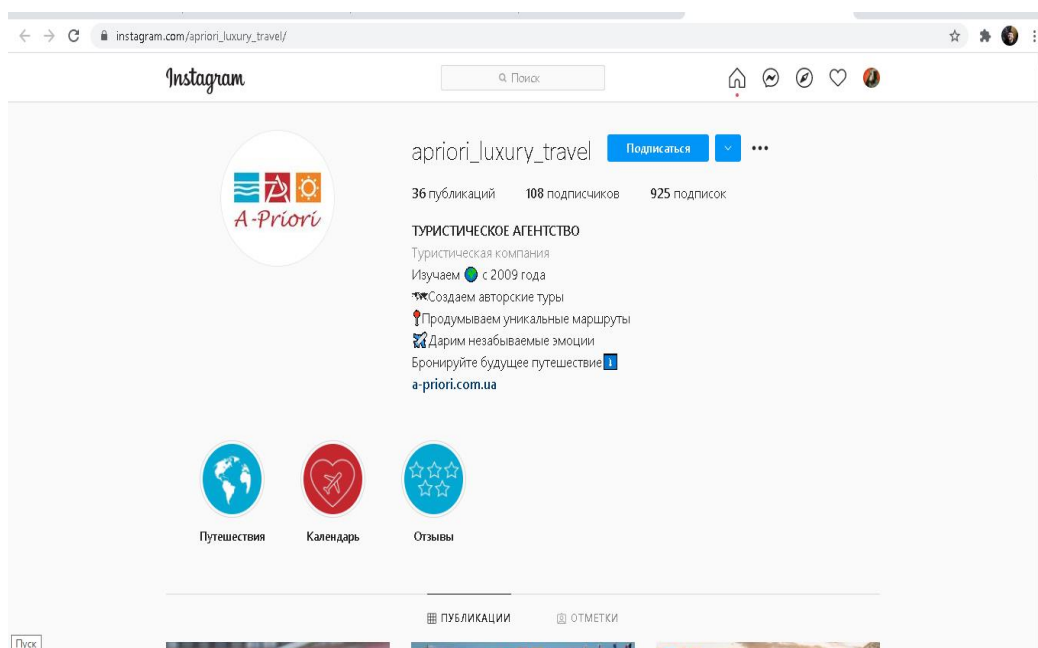 instagram.com/apriori_luxury_travel/
Instagram
Поиск
apriori_luxury_travel
Подписаться
36 публикаций 108 подписчиков 925 подписок
A-Priori
ТУРИСТИЧЕСКОЕ АГЕНТСТВО
Туристическая компания
Изучаем 🌍 с 2009 года
🗺Создаем авторские туры
📍Продумываем уникальные маршруты
✈Дарим незабываемые эмоции
Бронируйте будущее путешествие
a-priori.com.ua
Путешествия Календарь Отзывы
ПУБЛИКАЦИИ ОТМЕТКИ
Пуск